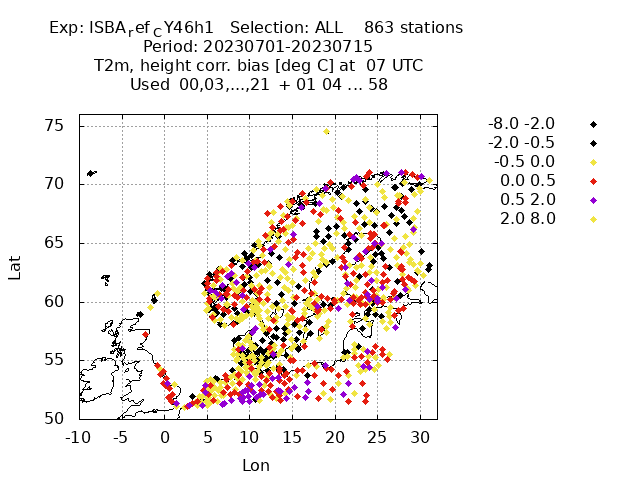 Exp: ISBAref CY46h1 Selection: ALL 863 stations
Period: 20230701-20230715
T2m, height corr. bias [deg C] at 07 UTC
Used 00,03,...,21 + 01 04 ... 58
-8.0 -2.0
-2.0 -0.5
-0.5 0.0
0.0 0.5
0.5 2.0
2.0 8.0
75
70
65
60
55
50
Lat
-10 -5 0 5 10 15 20 25 30
Lon